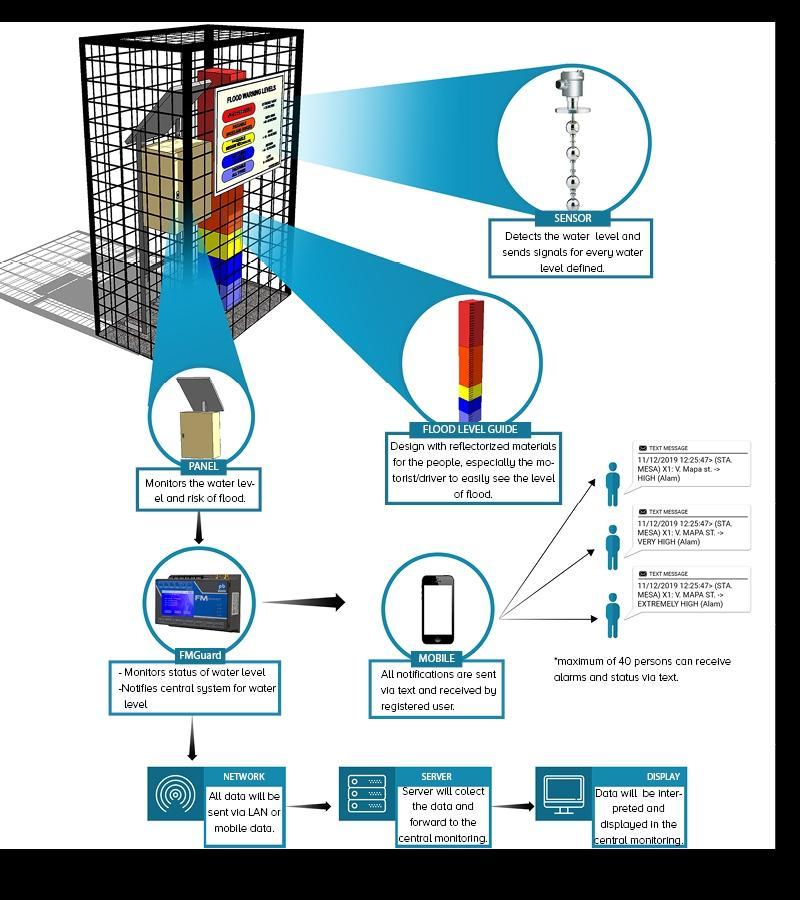 FLOOD WARNING LEVELS
SENSOR
Detects the water level and
sends signals for every water
level defined.
FLOOD LEVEL GUIDE
Design with reflectorized materials
for the people, especially the mo-
torist/driver to easily see the level
of flood.
PANEL
Monitors the water lev-
el and risk of flood.
TEXT MESSAGE
11/12/2019 12:25:47> (STA.
MESA) X1: V. Mapa st. ->
HIGH (Alam)
TEXT MESSAGE
11/12/2019 12:25:47> (STA.
MESA) X1: V. MAPA ST. ->
VERY HIGH (Alam)
TEXT MESSAGE
11/12/2019 12:25:47> (STA.
MESA) X1: V. MAPA ST. ->
EXTREMELY HIGH (Alam)
FM
FMGuard
- Monitors status of water level
-Notifies central system for water
level
MOBILE
All notifications are sent
via text and received by
registered user.
*maximum of 40 persons can receive
alarms and status via text.
NETWORK
All data will be
sent via LAN or
mobile data.
SERVER
Server will colect
the data and
forward to the
central monitoring.
DISPLAY
Data will be inter-
preted and
displayed in the
central monitoring.